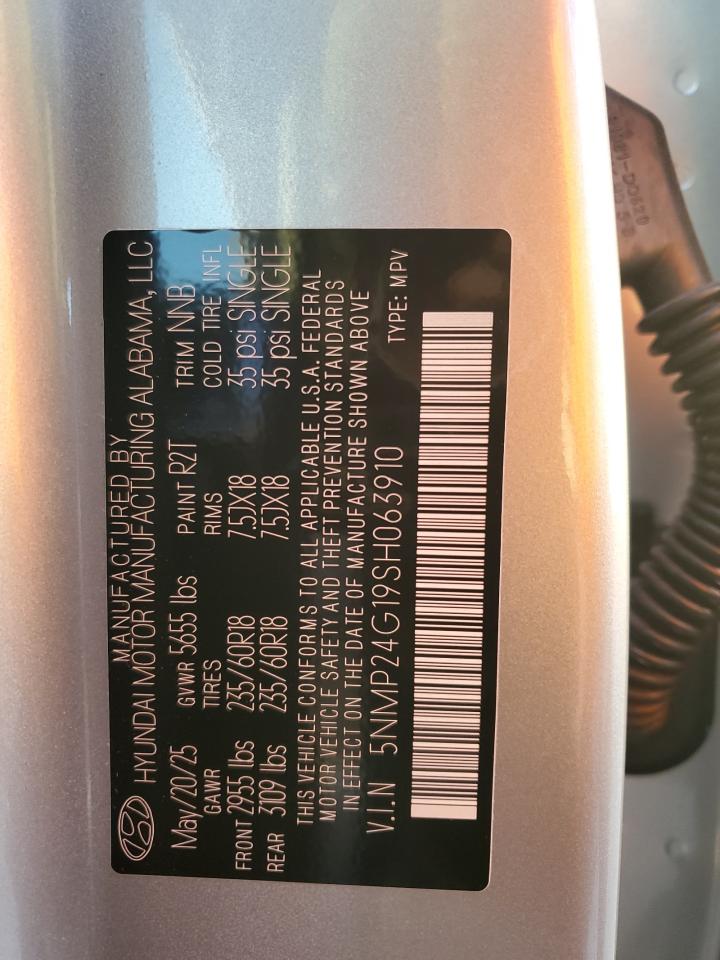 MANUFACTURED BY
HYUNDAI MOTOR MANUFACTURING ALABAMA, LLC
May/20/25 GVWR 5655 lbs PAINT R2T TRIM NNB
GAWR TIRES RIMS COLD TIRE INFL
FRONT 2955 lbs 235/60R18 7.5JX18 35 psi SINGLE
REAR 3109 lbs 235/60R18 7.5JX18 35 psi SINGLE
THIS VEHICLE CONFORMS TO ALL APPLICABLE U.S.A. FEDERAL
MOTOR VEHICLE SAFETY AND THEFT PREVENTION STANDARDS
IN EFFECT ON THE DATE OF MANUFACTURE SHOWN ABOVE
V.I.N 5NMP24G19SH063910 TYPE: MPV